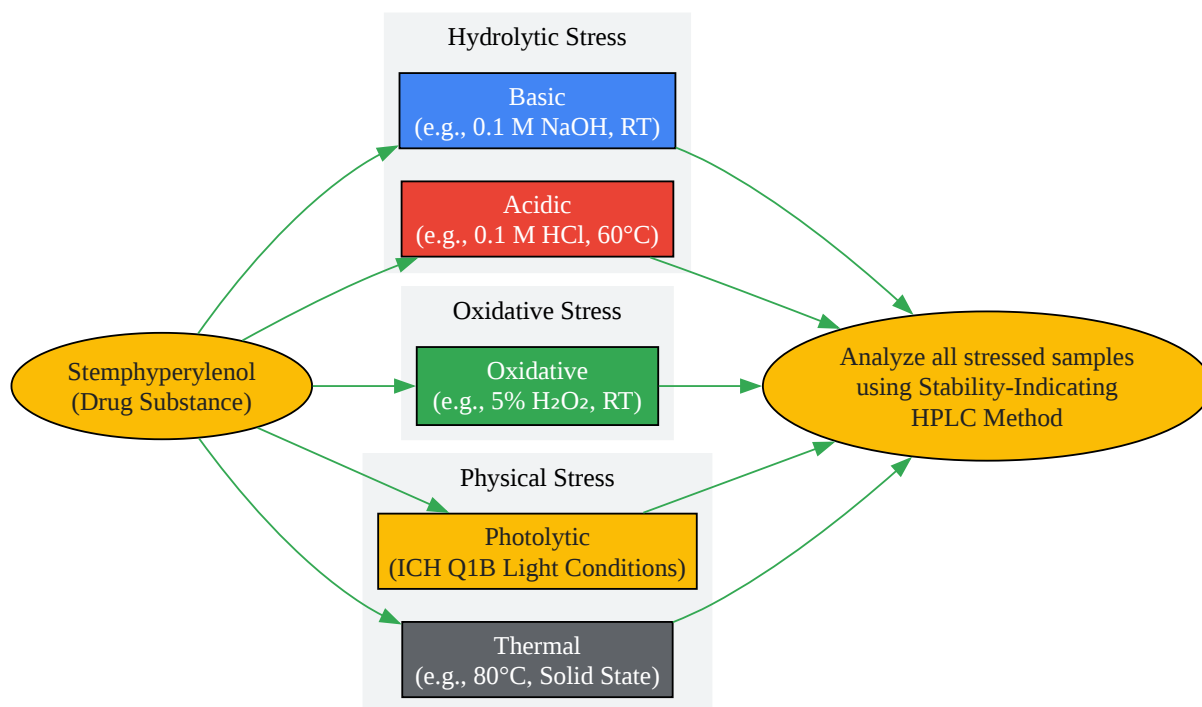 Hydrolytic Stress
Basic
(e.g., 0.1 M NaOH, RT)
Acidic
(e.g., 0.1 M HCl, 60°C)
Oxidative Stress
Oxidative
(e.g., 5% H₂O₂, RT)
Stemphyperylenol
(Drug Substance)
Analyze all stressed samples
using Stability-Indicating
HPLC Method
Physical Stress
Photolytic
(ICH Q1B Light Conditions)
Thermal
(e.g., 80°C, Solid State)